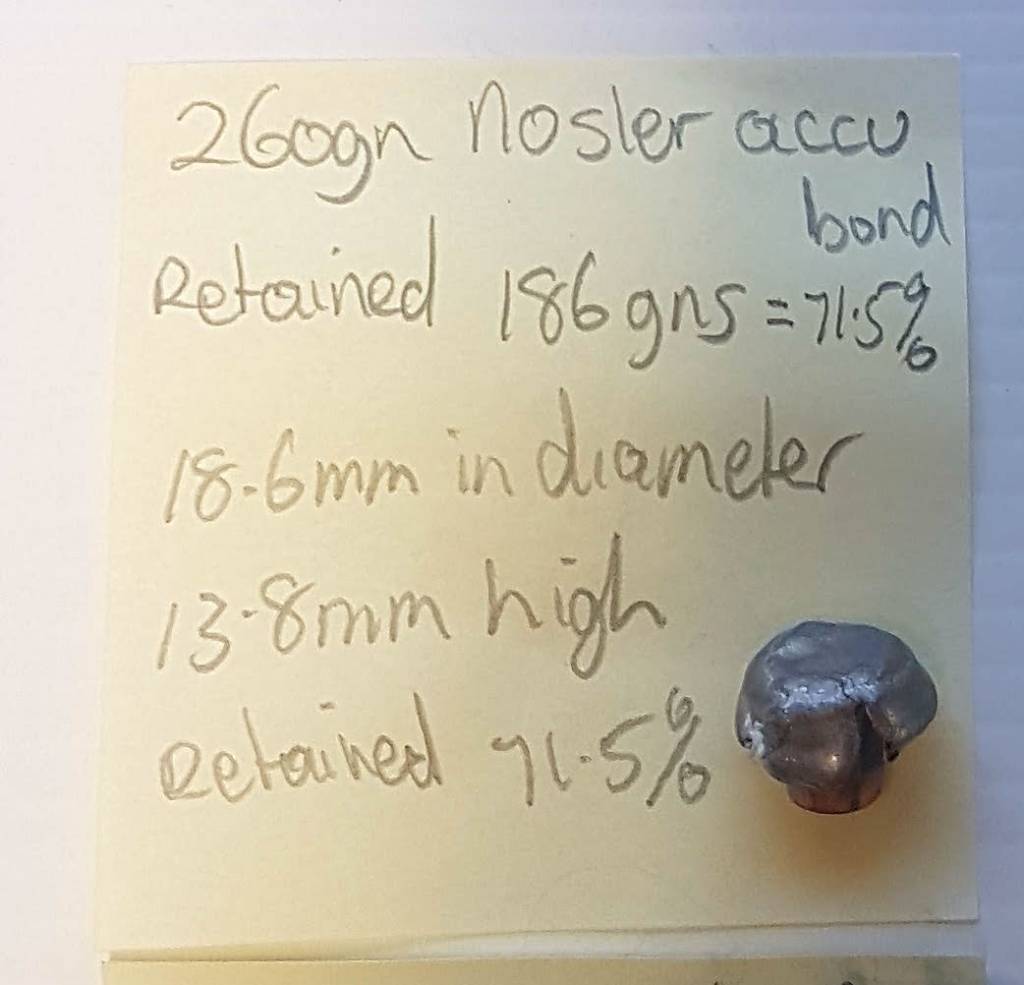 260gn Nosler accu
bond
Retained 186gns = 71.5%
18.6mm in diameter
13.8mm high
Retained 71.5%